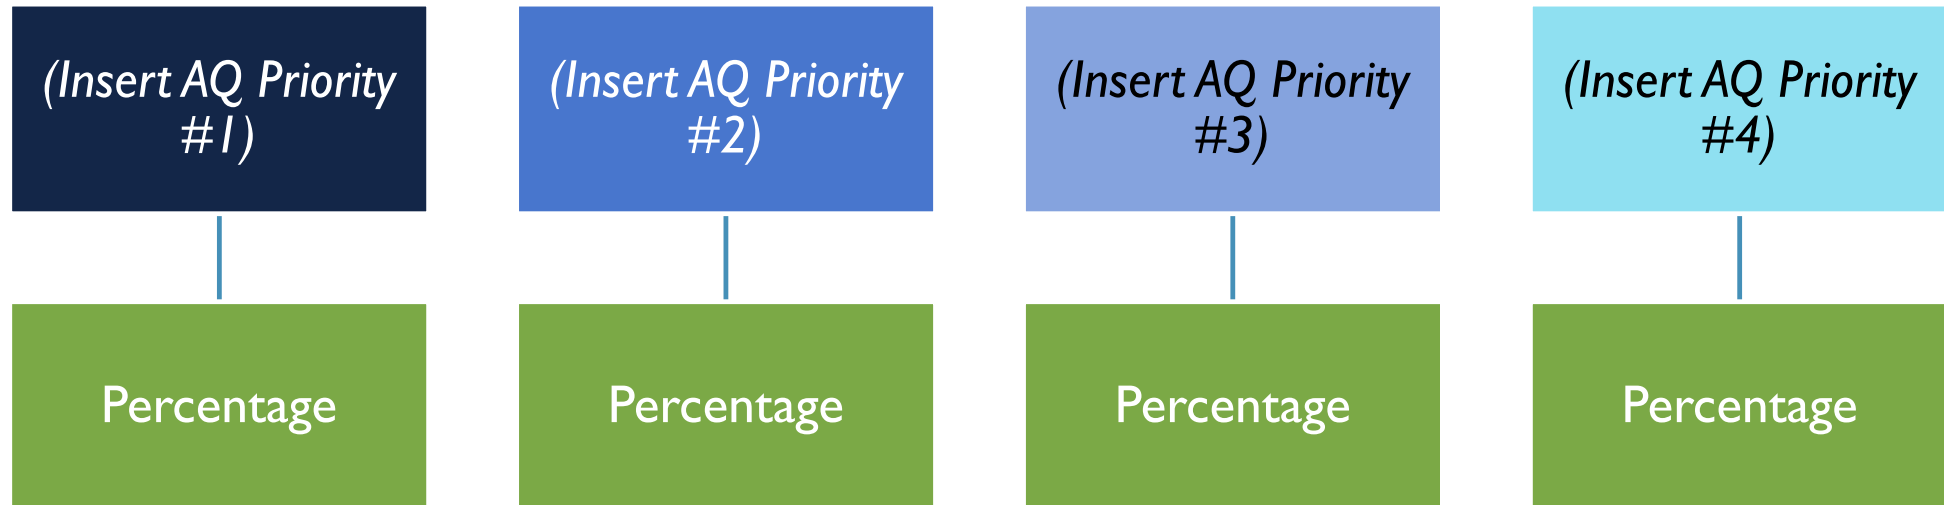 (Insert AQ Priority
#1)
(Insert AQ Priority
#2)
(Insert AQ Priority
#3)
(Insert AQ Priority
#4)
Percentage
Percentage
Percentage
Percentage